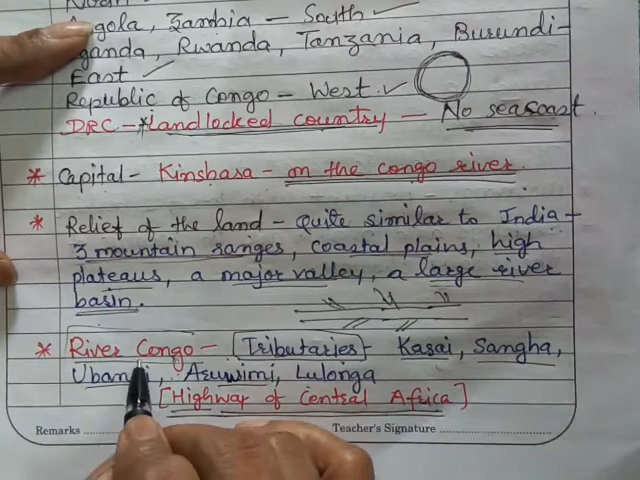 Angola, Zambia - South ✓
ganda, Rwanda, Tanzania, Burundi-
East ✓
Republic of Congo - West. ✓
DRC - *Landlocked country - No seacoast.
* Capital - Kinshasa - on the congo river.
* Relief of the land - Quite similar to India -
3 mountain ranges, coastal plains, high
plateaus, a major valley, a large river
basin.
* River Congo - Tributaries - Kasai, Sangha,
Ubangi, Aruwimi, Lulonga
[Highway of Central Africa]
Remarks ................ Teacher's Signature ................